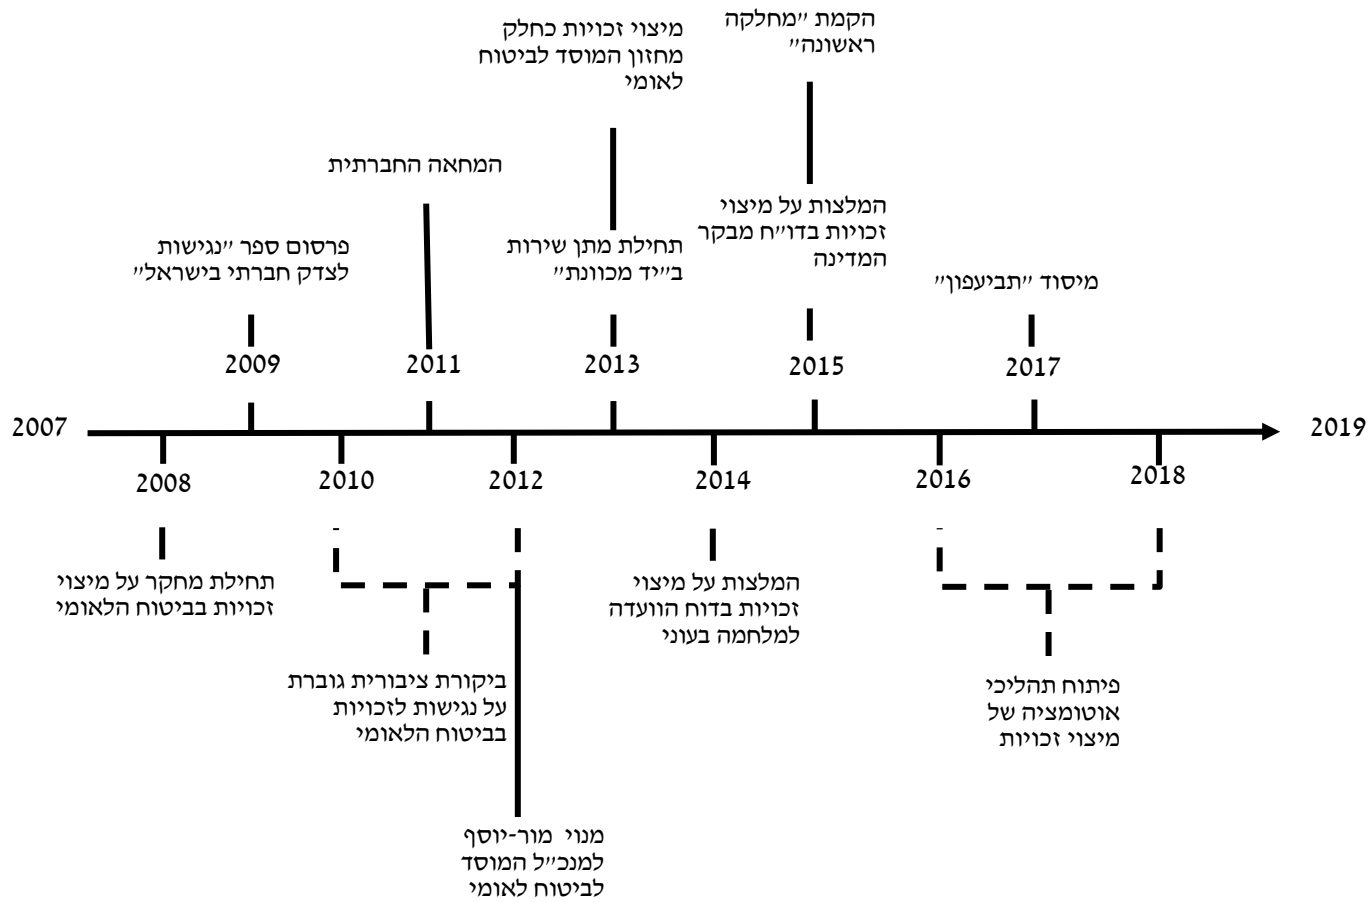 הקמת "מחלקה
ראשונה"
מיצוי זכויות כחלק
מחזון המוסד לביטוח
לאומי
המחאה החברתית
המלצות על מיצוי
זכויות בדו"ח מבקר
המדינה
פרסום ספר "נגישות
לצדק חברתי בישראל"
תחילת מתן שירות
ב"יד מכוונת"
מיסוד "תביעפון"
2009
2011
2013
2015
2017
2007
2019
2008
2010
2012
2014
2016
2018
תחילת מחקר על מיצוי
זכויות בביטוח הלאומי
המלצות על מיצוי
זכויות בדוח הוועדה
למלחמה בעוני
ביקורת ציבורית גוברת
על נגישות לזכויות
בביטוח הלאומי
פיתוח תהליכי
אוטומציה של
מיצוי זכויות
מנוי מור-יוסף
למנכ"ל המוסד
לביטוח לאומי